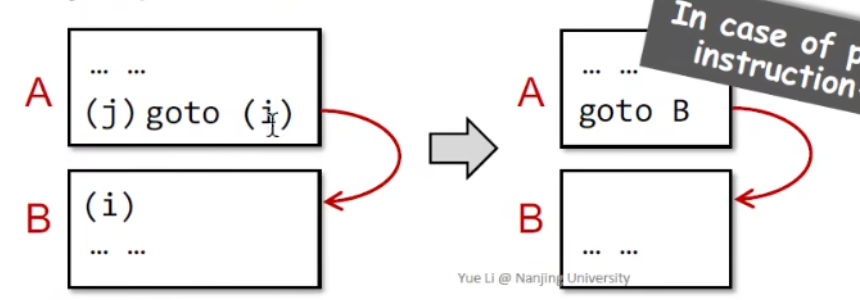 A
... ...
(j) goto (i)
B
(i)
... ...
A
... ...
goto B
B
... ...
In case of
instruction
Yue Li @ Nanjing University